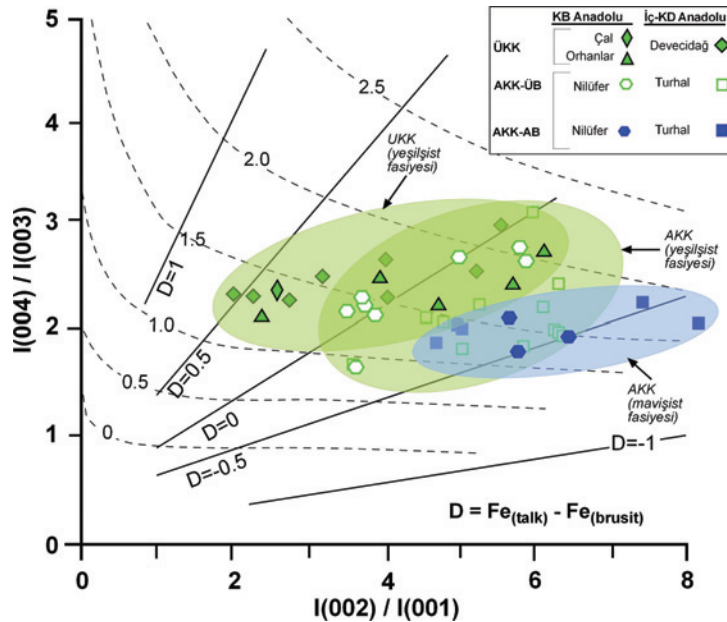 KB Anadolu İç-KD Anadolu
ÜKK Çal Devecidağ
Orhanlar
AKK-ÜB Nilüfer Turhal
AKK-AB Nilüfer Turhal
5
4
3
2
1
0
I(004) / I(003)
2.5
2.0
1.5
1.0
0.5
0
UKK
(yeşilşist
fasiyesi)
AKK
(yeşilşist
fasiyesi)
AKK
(mavişist
fasiyesi)
D=1
D=0.5
D=0
D=-0.5
D=-1
D = Fe(talk) - Fe(brusit)
0 2 4 6 8
I(002) / I(001)